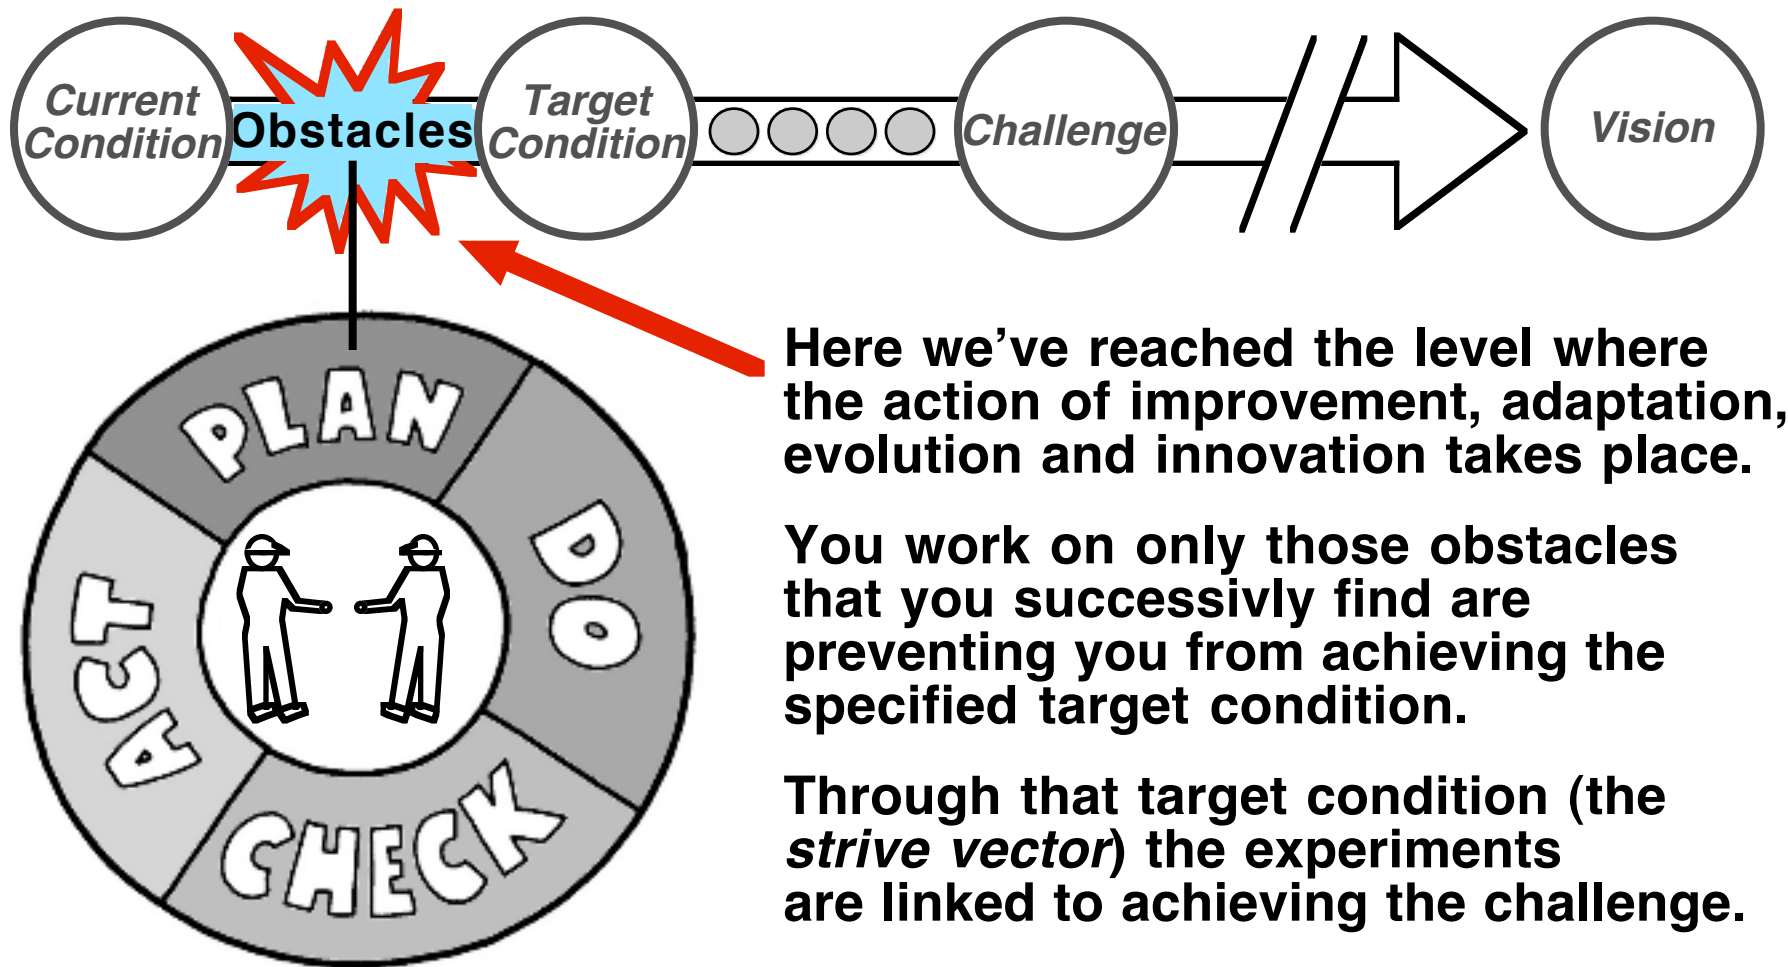 Current
Condition
Obstacles
Target
Condition
Challenge
Vision
PLAN
DO
CHECK
ACT
Here we’ve reached the level where
the action of improvement, adaptation,
evolution and innovation takes place.
You work on only those obstacles
that you successivly find are
preventing you from achieving the
specified target condition.
Through that target condition (the
strive vector) the experiments
are linked to achieving the challenge.